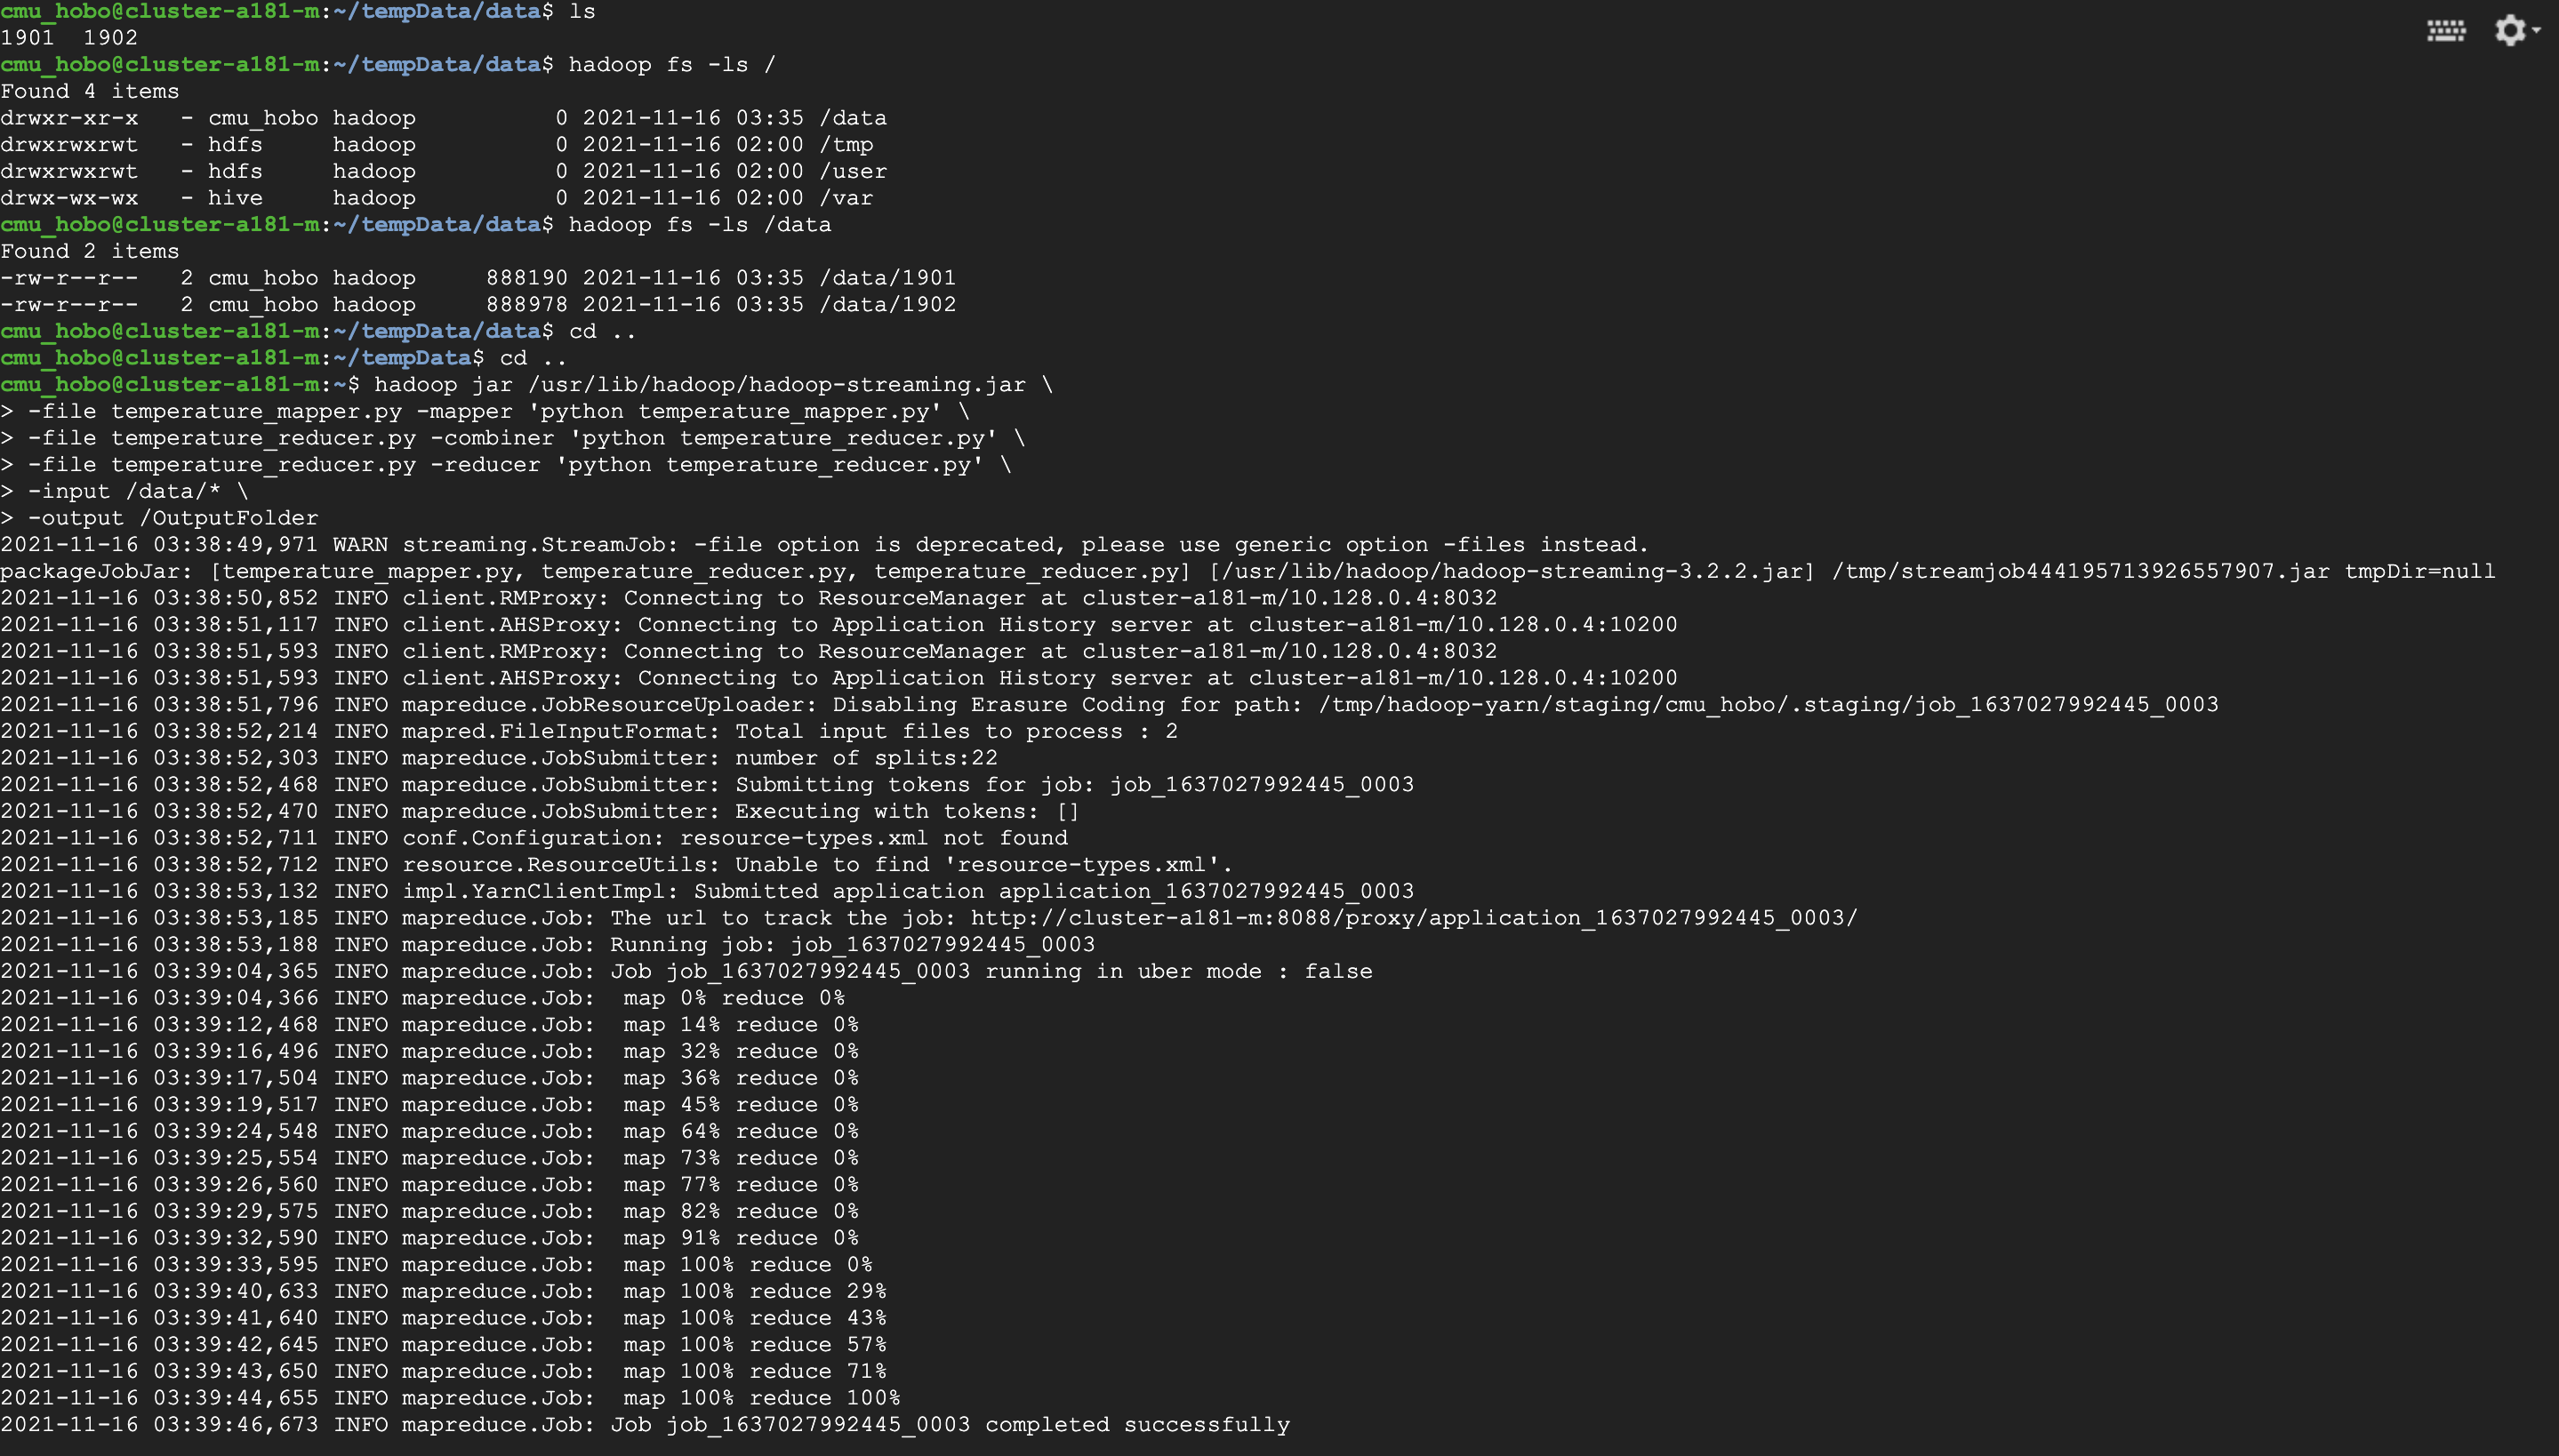 cmu_hobo@cluster-a181-m:~/tempData/data$ ls
1901  1902
cmu_hobo@cluster-a181-m:~/tempData/data$ hadoop fs -ls /
Found 4 items
drwxr-xr-x   - cmu_hobo hadoop          0 2021-11-16 03:35 /data
drwxrwxrwt   - hdfs     hadoop          0 2021-11-16 02:00 /tmp
drwxrwxrwt   - hdfs     hadoop          0 2021-11-16 02:00 /user
drwx-wx-wx   - hive     hadoop          0 2021-11-16 02:00 /var
cmu_hobo@cluster-a181-m:~/tempData/data$ hadoop fs -ls /data
Found 2 items
-rw-r--r--   2 cmu_hobo hadoop     888190 2021-11-16 03:35 /data/1901
-rw-r--r--   2 cmu_hobo hadoop     888978 2021-11-16 03:35 /data/1902
cmu_hobo@cluster-a181-m:~/tempData/data$ cd ..
cmu_hobo@cluster-a181-m:~/tempData$ cd ..
cmu_hobo@cluster-a181-m:~$ hadoop jar /usr/lib/hadoop/hadoop-streaming.jar \
> -file temperature_mapper.py -mapper 'python temperature_mapper.py' \
> -file temperature_reducer.py -combiner 'python temperature_reducer.py' \
> -file temperature_reducer.py -reducer 'python temperature_reducer.py' \
> -input /data/* \
> -output /OutputFolder
2021-11-16 03:38:49,971 WARN streaming.StreamJob: -file option is deprecated, please use generic option -files instead.
packageJobJar: [temperature_mapper.py, temperature_reducer.py, temperature_reducer.py] [/usr/lib/hadoop/hadoop-streaming-3.2.2.jar] /tmp/streamjob444195713926557907.jar tmpDir=null
2021-11-16 03:38:50,852 INFO client.RMProxy: Connecting to ResourceManager at cluster-a181-m/10.128.0.4:8032
2021-11-16 03:38:51,117 INFO client.AHSProxy: Connecting to Application History server at cluster-a181-m/10.128.0.4:10200
2021-11-16 03:38:51,593 INFO client.RMProxy: Connecting to ResourceManager at cluster-a181-m/10.128.0.4:8032
2021-11-16 03:38:51,593 INFO client.AHSProxy: Connecting to Application History server at cluster-a181-m/10.128.0.4:10200
2021-11-16 03:38:51,796 INFO mapreduce.JobResourceUploader: Disabling Erasure Coding for path: /tmp/hadoop-yarn/staging/cmu_hobo/.staging/job_1637027992445_0003
2021-11-16 03:38:52,214 INFO mapred.FileInputFormat: Total input files to process : 2
2021-11-16 03:38:52,303 INFO mapreduce.JobSubmitter: number of splits:22
2021-11-16 03:38:52,468 INFO mapreduce.JobSubmitter: Submitting tokens for job: job_1637027992445_0003
2021-11-16 03:38:52,470 INFO mapreduce.JobSubmitter: Executing with tokens: []
2021-11-16 03:38:52,711 INFO conf.Configuration: resource-types.xml not found
2021-11-16 03:38:52,712 INFO resource.ResourceUtils: Unable to find 'resource-types.xml'.
2021-11-16 03:38:53,132 INFO impl.YarnClientImpl: Submitted application application_1637027992445_0003
2021-11-16 03:38:53,185 INFO mapreduce.Job: The url to track the job: http://cluster-a181-m:8088/proxy/application_1637027992445_0003/
2021-11-16 03:38:53,188 INFO mapreduce.Job: Running job: job_1637027992445_0003
2021-11-16 03:39:04,365 INFO mapreduce.Job: Job job_1637027992445_0003 running in uber mode : false
2021-11-16 03:39:04,366 INFO mapreduce.Job:  map 0% reduce 0%
2021-11-16 03:39:12,468 INFO mapreduce.Job:  map 14% reduce 0%
2021-11-16 03:39:16,496 INFO mapreduce.Job:  map 32% reduce 0%
2021-11-16 03:39:17,504 INFO mapreduce.Job:  map 36% reduce 0%
2021-11-16 03:39:19,517 INFO mapreduce.Job:  map 45% reduce 0%
2021-11-16 03:39:24,548 INFO mapreduce.Job:  map 64% reduce 0%
2021-11-16 03:39:25,554 INFO mapreduce.Job:  map 73% reduce 0%
2021-11-16 03:39:26,560 INFO mapreduce.Job:  map 77% reduce 0%
2021-11-16 03:39:29,575 INFO mapreduce.Job:  map 82% reduce 0%
2021-11-16 03:39:32,590 INFO mapreduce.Job:  map 91% reduce 0%
2021-11-16 03:39:33,595 INFO mapreduce.Job:  map 100% reduce 0%
2021-11-16 03:39:40,633 INFO mapreduce.Job:  map 100% reduce 29%
2021-11-16 03:39:41,640 INFO mapreduce.Job:  map 100% reduce 43%
2021-11-16 03:39:42,645 INFO mapreduce.Job:  map 100% reduce 57%
2021-11-16 03:39:43,650 INFO mapreduce.Job:  map 100% reduce 71%
2021-11-16 03:39:44,655 INFO mapreduce.Job:  map 100% reduce 100%
2021-11-16 03:39:46,673 INFO mapreduce.Job: Job job_1637027992445_0003 completed successfully